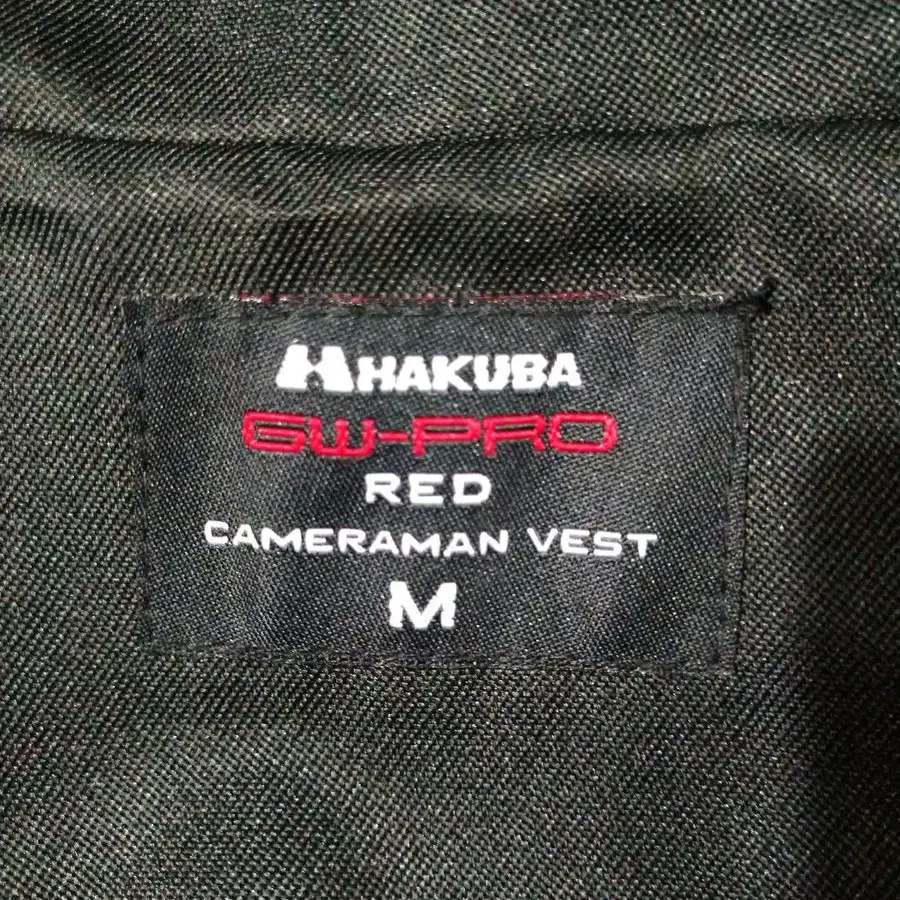 HAKUBA
GW-PRO
RED
CAMERAMAN VEST
M